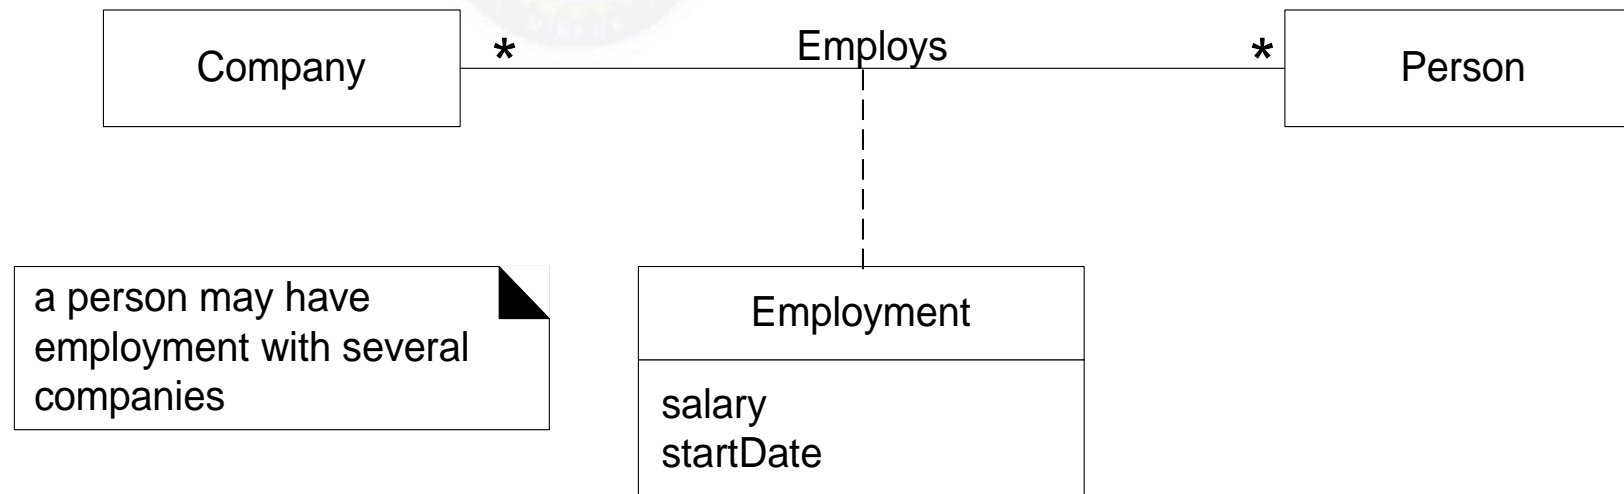 Company
*
Employs
*
Person
a person may have
employment with several
companies
Employment
salary
startDate